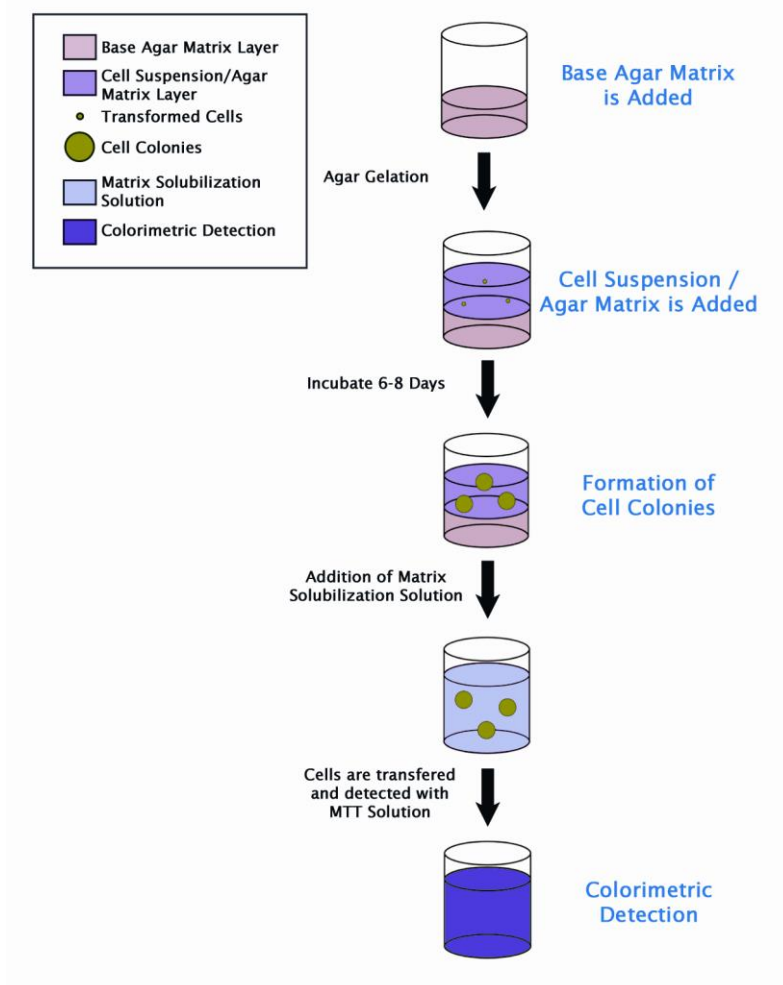 Base Agar Matrix Layer
Cell Suspension/Agar
Matrix Layer
Transformed Cells
Cell Colonies
Matrix Solubilization
Solution
Colorimetric Detection
Base Agar Matrix
is Added
Agar Gelation
Cell Suspension /
Agar Matrix is Added
Incubate 6-8 Days
Formation of
Cell Colonies
Addition of Matrix
Solubilization Solution
Cells are transfered
and detected with
MTT Solution
Colorimetric
Detection